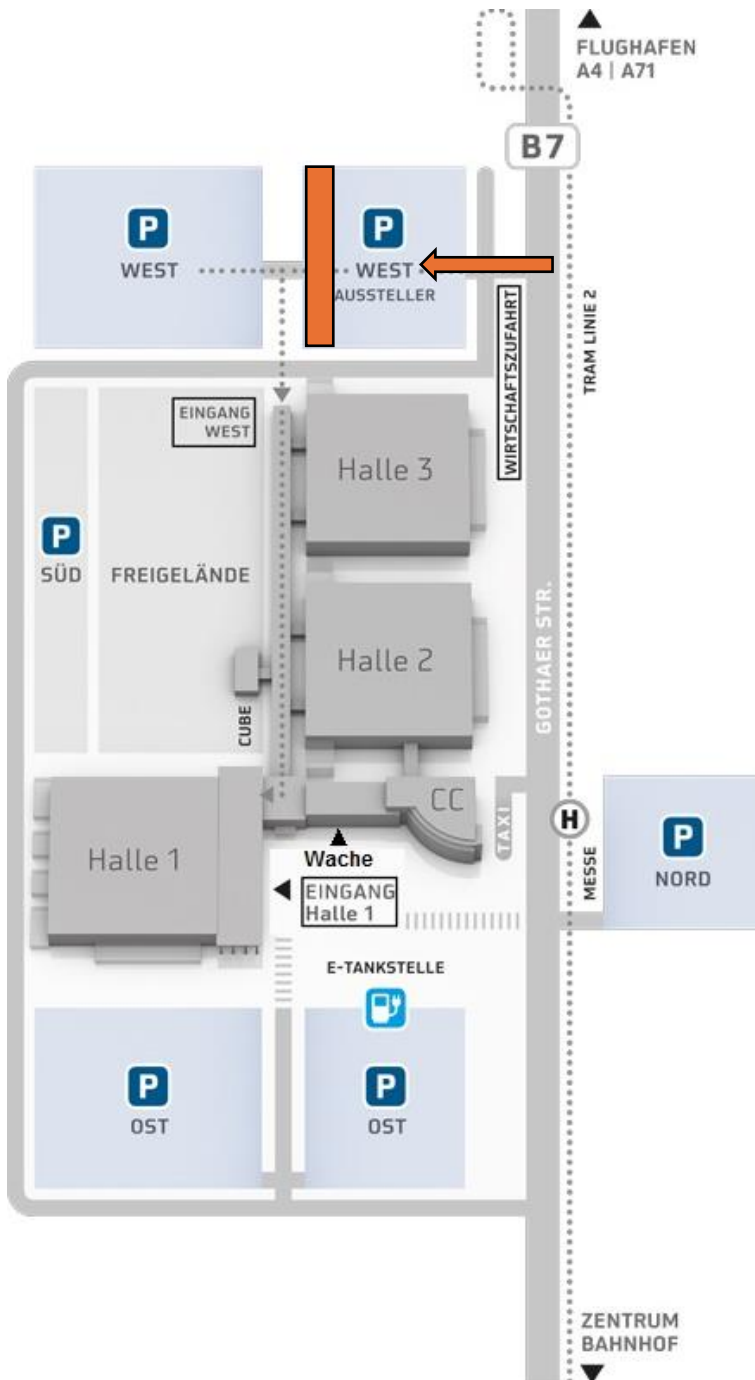 FLUGHAFEN
A4 | A71
B7
P
WEST
P
WEST
AUSSTELLER
WIRTSCHAFTSZUFAHRT
TRAM LINIE 2
EINGANG
WEST
Halle 3
P
SÜD
FREIGELÄNDE
GOTHAER STR.
Halle 2
CUBE
CC
TAXI
H
MESSE
P
NORD
Halle 1
Wache
EINGANG
Halle 1
E-TANKSTELLE
P
OST
P
OST
ZENTRUM
BAHNHOF